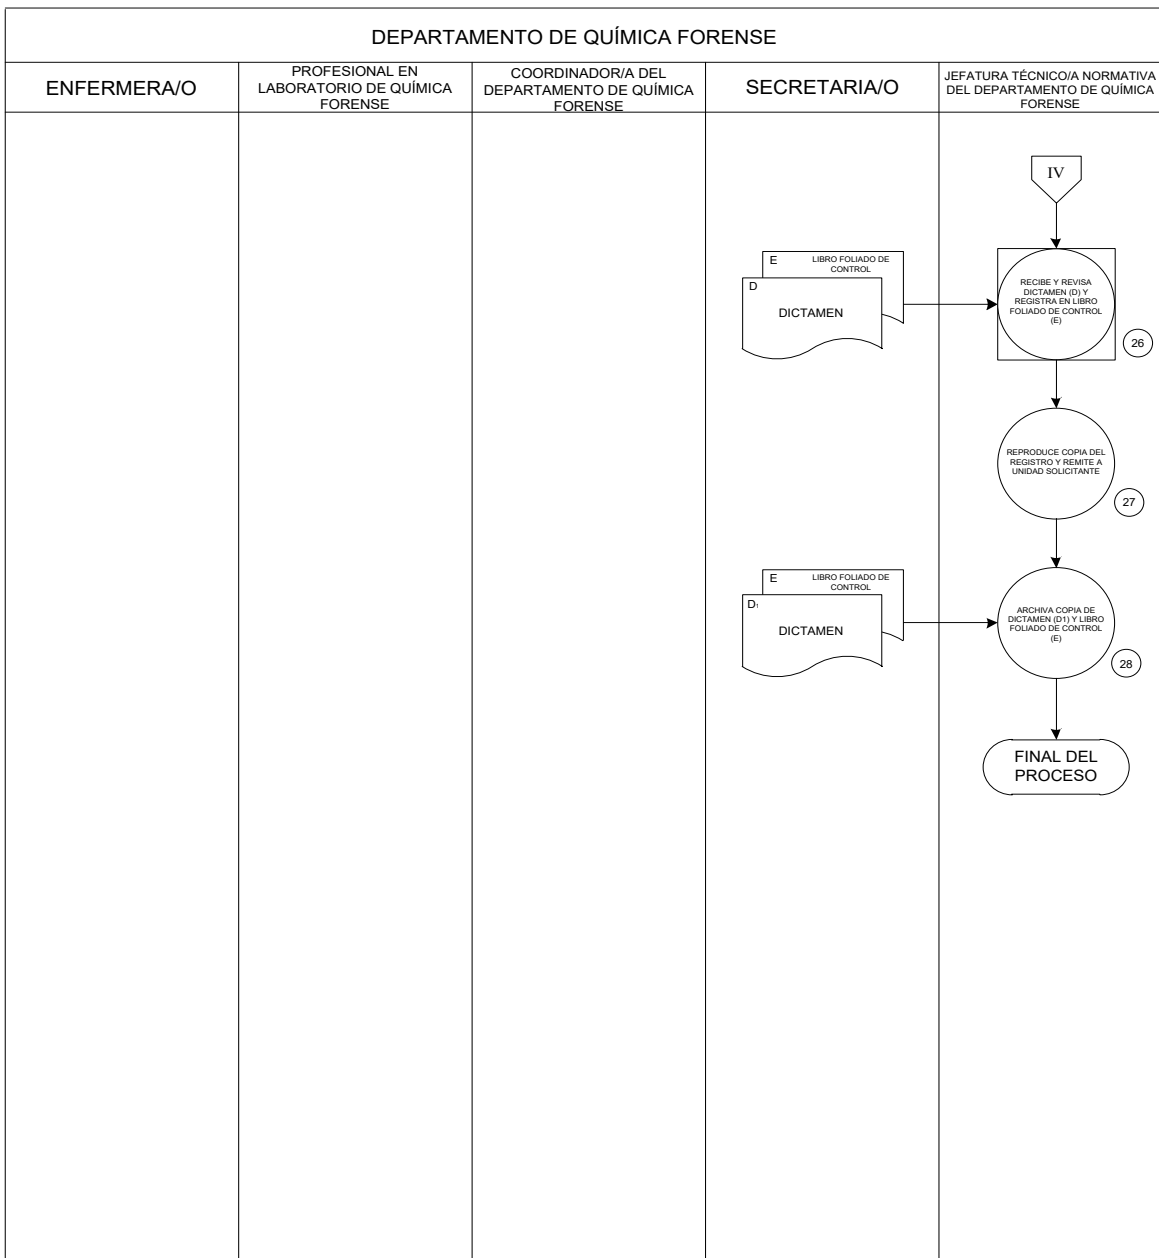 DEPARTAMENTO DE QUÍMICA FORENSE
ENFERMERA/O
PROFESIONAL EN
LABORATORIO DE QUÍMICA
FORENSE
COORDINADOR/A DEL
DEPARTAMENTO DE QUÍMICA
FORENSE
SECRETARIA/O
JEFATURA TÉCNICO/A NORMATIVA
DEL DEPARTAMENTO DE QUÍMICA
FORENSE
IV
E
LIBRO FOLIADO DE
CONTROL
D
DICTAMEN
RECIBE Y REVISA
DICTAMEN (D) Y
REGISTRA EN LIBRO
FOLIADO DE CONTROL
(E)
26
REPRODUCE COPIA DEL
REGISTRO Y REMITE A
UNIDAD SOLICITANTE
27
E
LIBRO FOLIADO DE
CONTROL
D1
DICTAMEN
ARCHIVA COPIA DE
DICTAMEN (D1) Y LIBRO
FOLIADO DE CONTROL
(E)
28
FINAL DEL
PROCESO